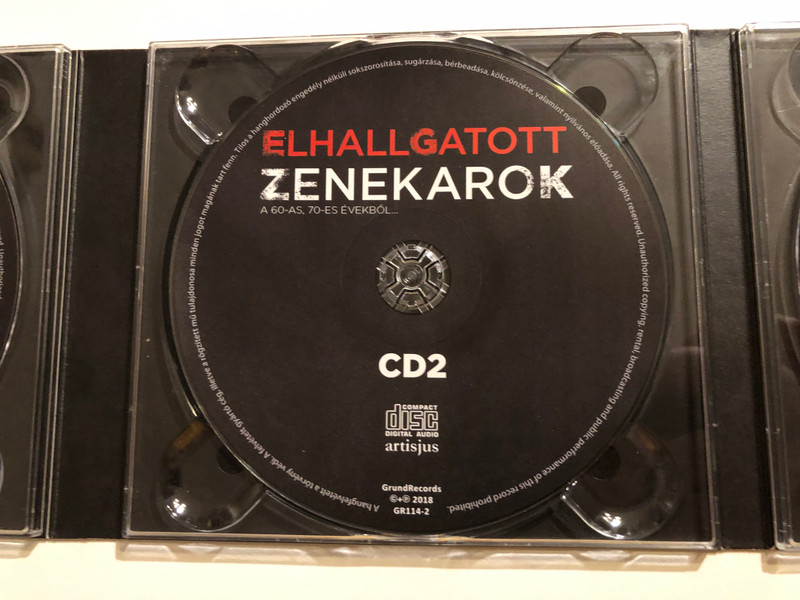 ELHALLGATOTT
ZENEKAROK
A 60-AS, 70-ES ÉVEKBŐL...
CD2
COMPACT
disc
DIGITAL AUDIO
artisjus
GrundRecords
©+℗ 2018
GR114-2
A hangfelvételt a törvény védi. A felvételt gyártó cég, illetve a rögzített mű tulajdonosa minden jogot magának tart fenn. Tilos a hanghordozó engedély nélküli sokszorosítása, sugárzása, bérbeadása, kölcsönzése, valamint nyilvános előadása. All rights reserved. Unauthorized copying, rental, broadcasting and public performance of this record prohibited.